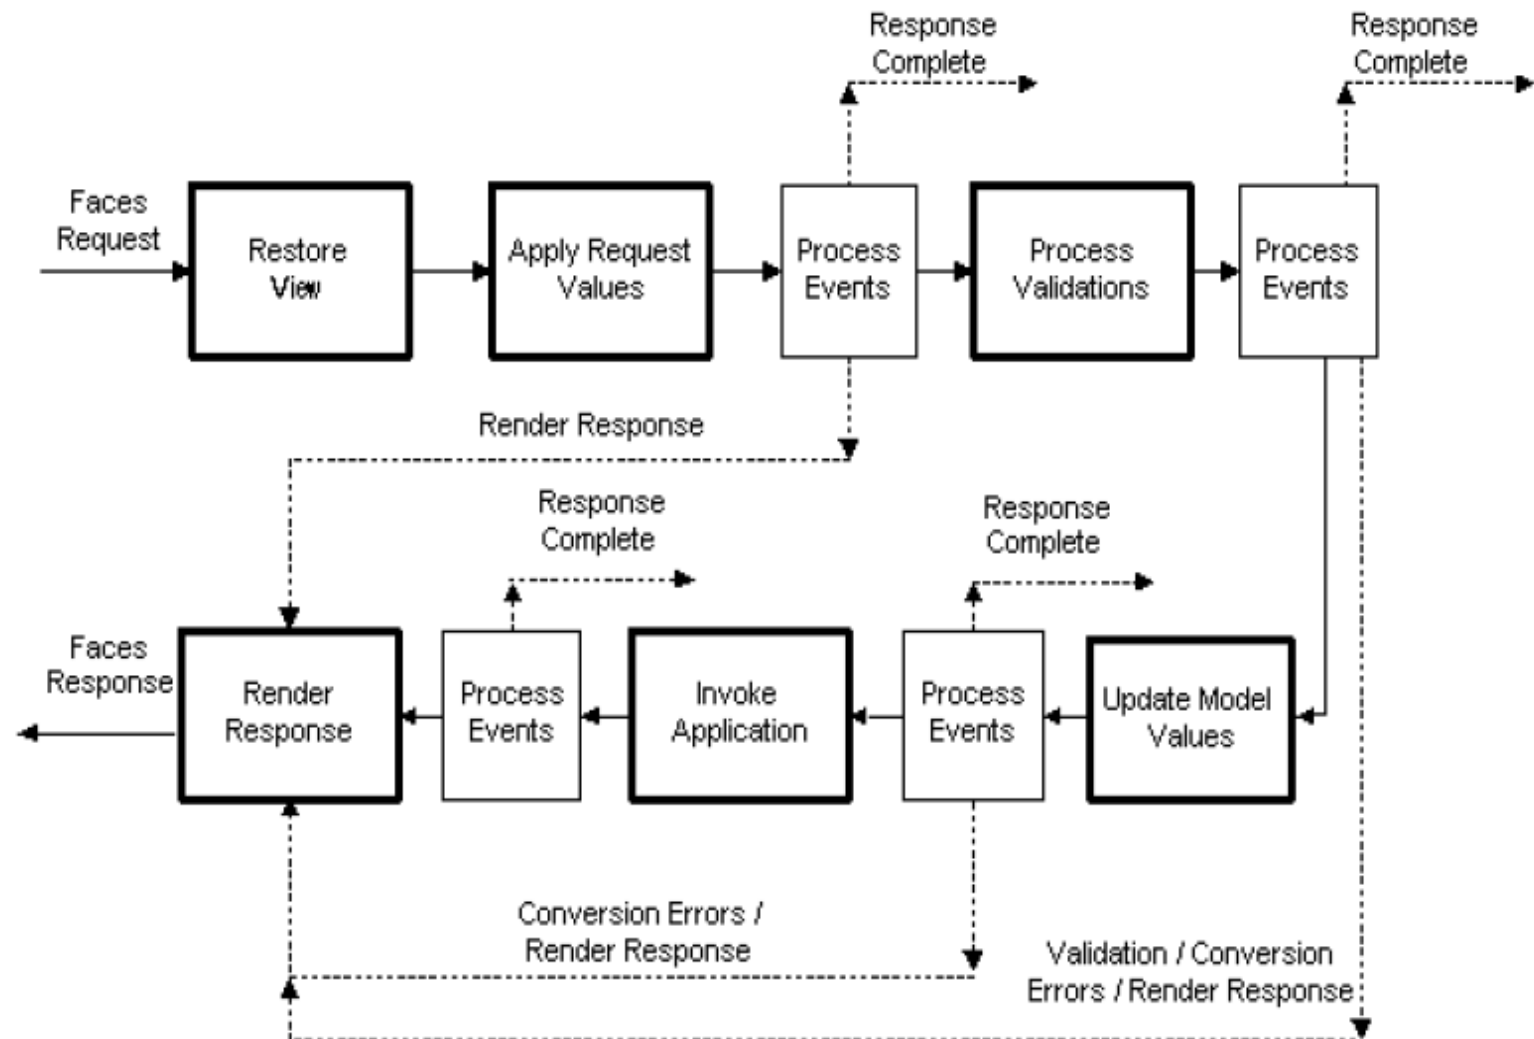 Response
Complete
Response
Complete
Faces
Request
Restore
View
Apply Request
Values
Process
Events
Process
Validations
Process
Events
Render Response
Response
Complete
Response
Complete
Faces
Response
Render
Response
Process
Events
Invoke
Application
Process
Events
Update Model
Values
Conversion Errors /
Render Response
Validation / Conversion
Errors / Render Response